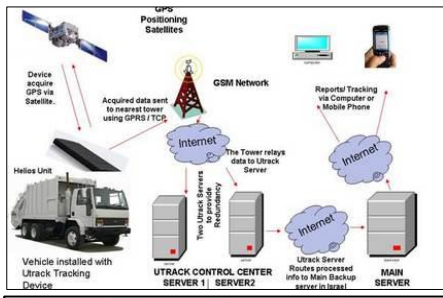 GPS
Positioning
Satellites
Device
acquire
GPS via
Satellite.
GSM Network
Acquired data sent
to nearest tower
using GPRS / TCP
Reports/ Tracking
via Computer or
Mobile Phone
Internet
Internet
The Tower relays
data to Utrack
Server
Helios Unit
Two Utrack Servers
to provide
Redundancy
Internet
Vehicle installed with
Utrack Tracking
Device
UTRACK CONTROL CENTER
SERVER 1| SERVER2
Utrack Server
Routes processed
info to Main Backup
server in Israel
MAIN
SERVER